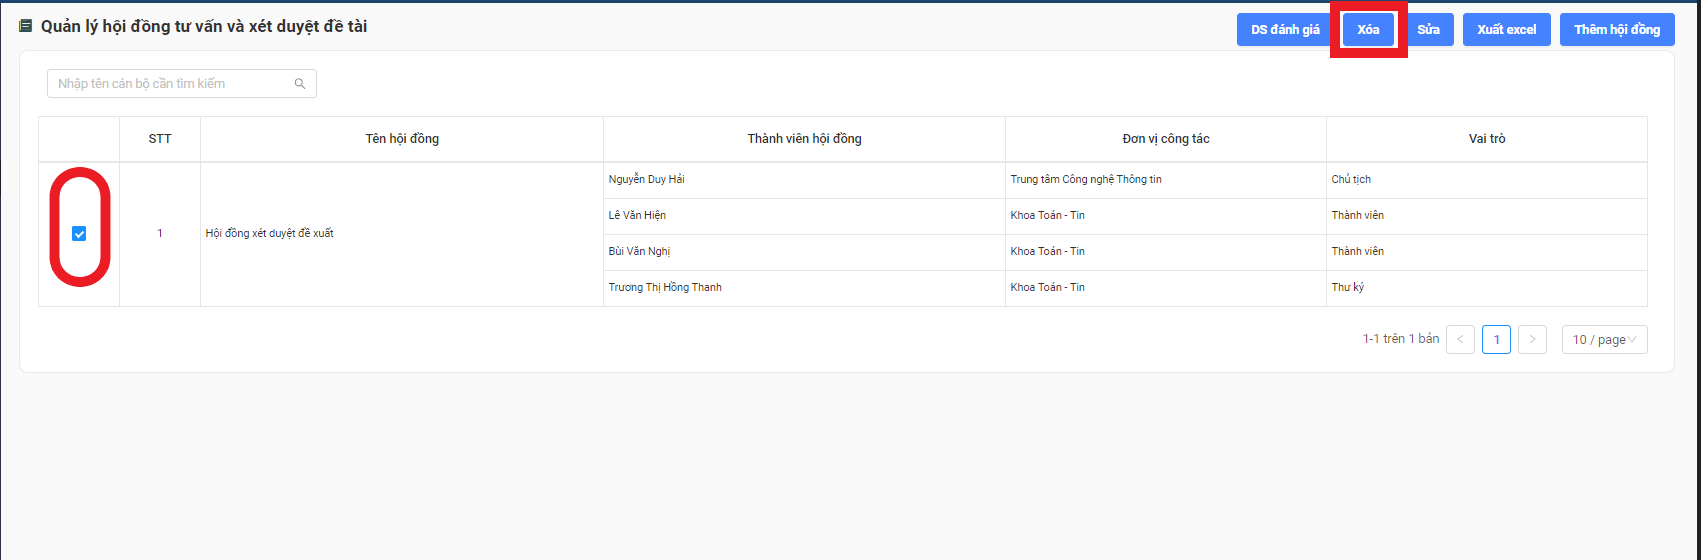 Quản lý hội đồng tư vấn và xét duyệt đề tài
DS đánh giá Xóa Sửa Xuất excel Thêm hội đồng
Nhập tên cán bộ cần tìm kiếm
STT Tên hội đồng Thành viên hội đồng Đơn vị công tác Vai trò
Nguyễn Duy Hải Trung tâm Công nghệ Thông tin Chủ tịch
Lê Văn Hiện Khoa Toán - Tin Thành viên
1 Hội đồng xét duyệt đề xuất
Bùi Văn Nghị Khoa Toán - Tin Thành viên
Trương Thị Hồng Thanh Khoa Toán - Tin Thư ký
1-1 trên 1 bản < 1 > 10 / page